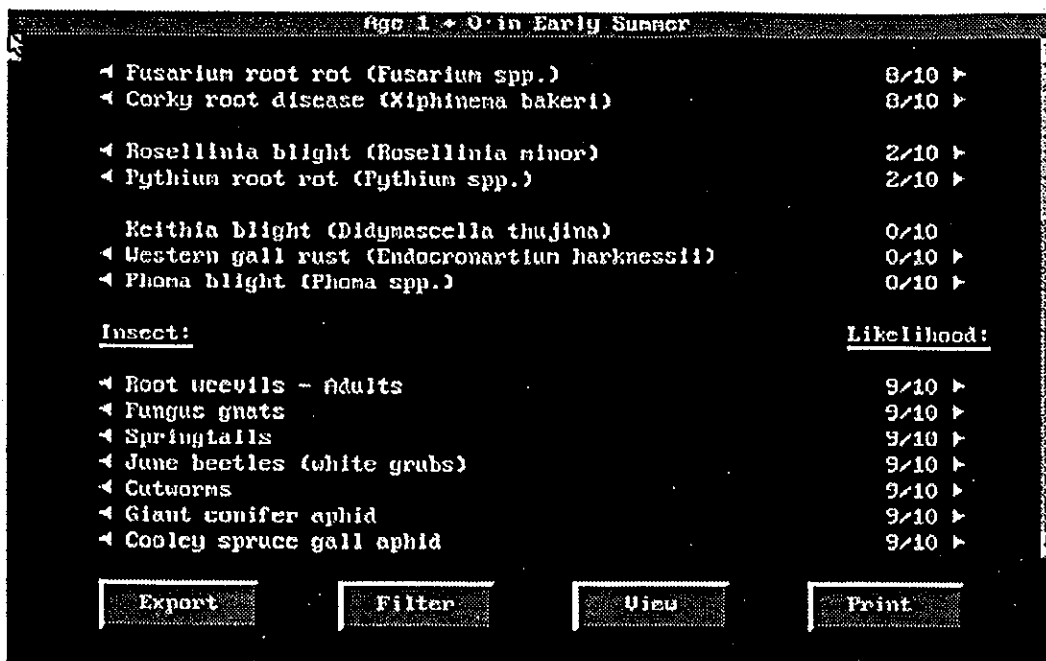 Age 1 + 0 in Early Summer
Fusarium root rot (Fusarium spp.) 8/10
Corky root disease (Xiphinema bakeri) 8/10
Rosellinia blight (Rosellinia minor) 2/10
Pythium root rot (Pythium spp.) 2/10
Keithia blight (Didymascella thujina) 0/10
Western gall rust (Endocronartium harknessii) 0/10
Phoma blight (Phoma spp.) 0/10
Insect: Likelihood:
Root weevils - Adults 9/10
Fungus gnats 9/10
Springtails 9/10
June beetles (white grubs) 9/10
Cutworms 9/10
Giant conifer aphid 9/10
Cooley spruce gall aphid 9/10
Export Filter View Print